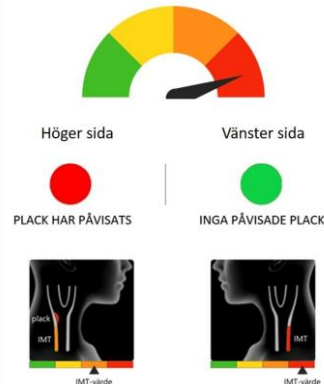 Höger sida
Vänster sida
PLACK HAR PÅVISATS
INGA PÅVISADE PLACK
plack
IMT
IMT
IMT-värde
IMT-värde